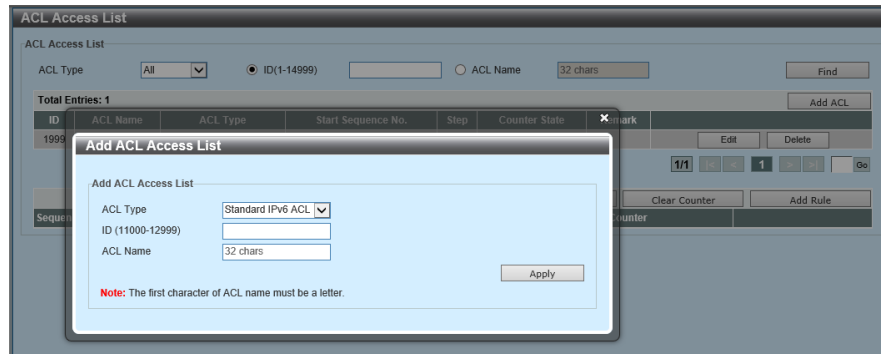 ACL Access List
ACL Access List
ACL Type All ID(1-14999) ACL Name 32 chars Find
Total Entries: 1 Add ACL
ID ACL Name ACL Type Start Sequence No. Step Counter State mark
1999 Edit Delete
1/1 |< < 1 > >| Go
Clear Counter Add Rule
Sequen ounter
Add ACL Access List
Add ACL Access List
ACL Type Standard IPv6 ACL
ID (11000-12999)
ACL Name 32 chars
Apply
Note: The first character of ACL name must be a letter.